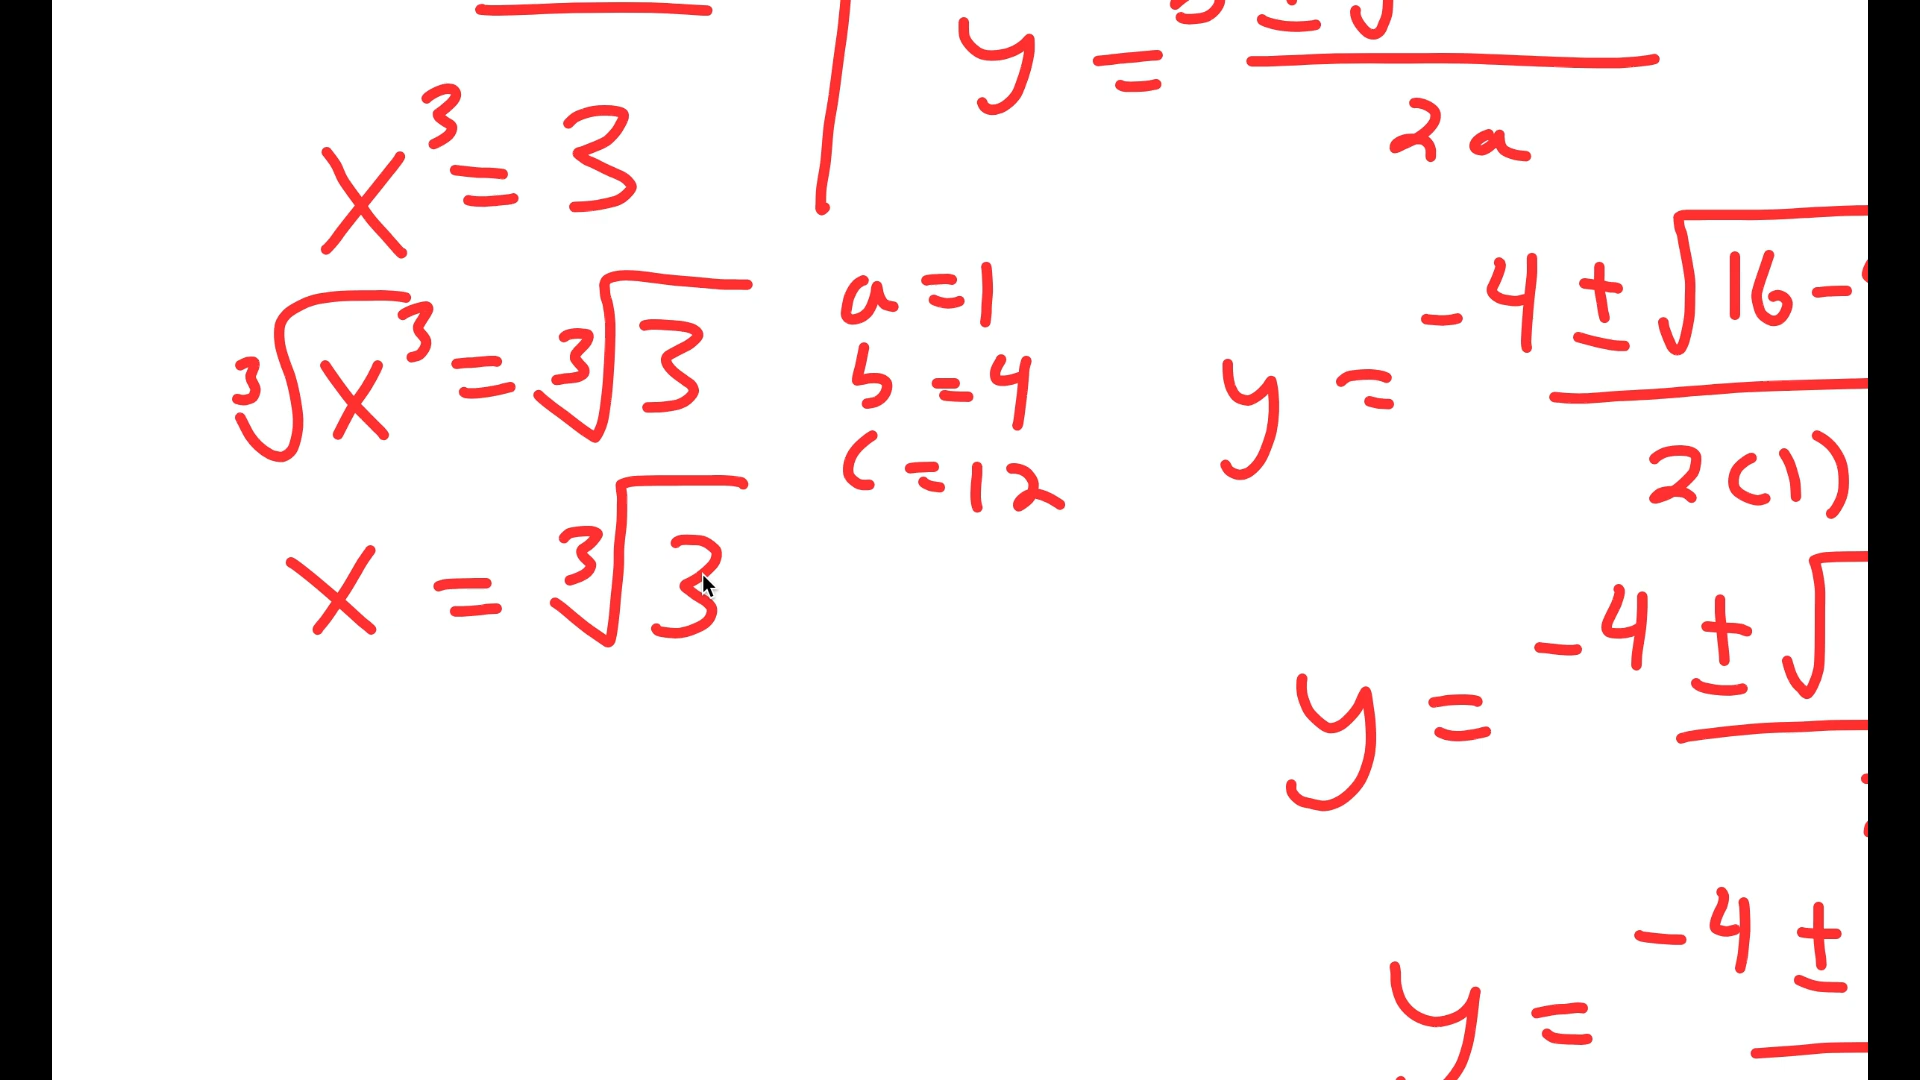 x³ = 3
∛x³ = ∛3
x = ∛3
a = 1
b = 4
c = 12
y = ± √
2a
y = -4 ± √16 -
2(1)
y = -4 ± √
y = -4 ±